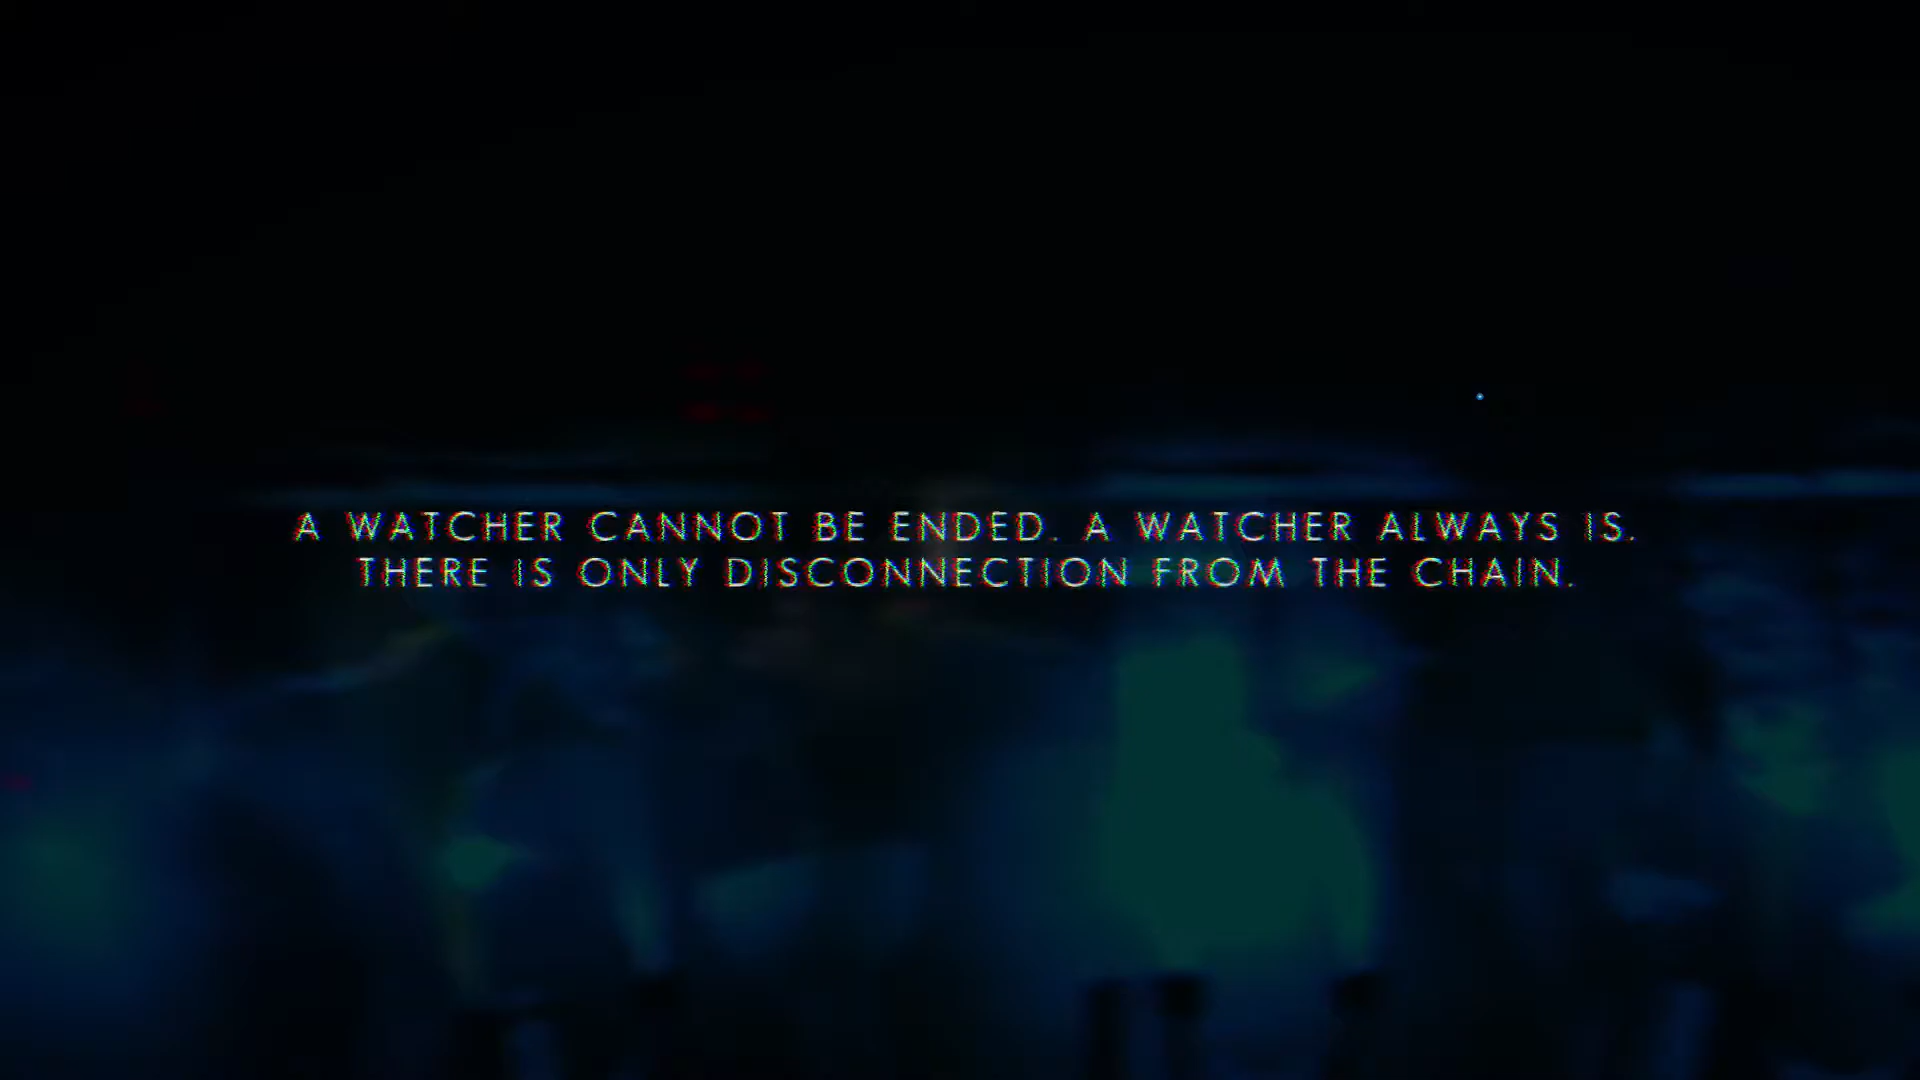 A WATCHER CANNOT BE ENDED. A WATCHER ALWAYS IS.
THERE IS ONLY DISCONNECTION FROM THE CHAIN.